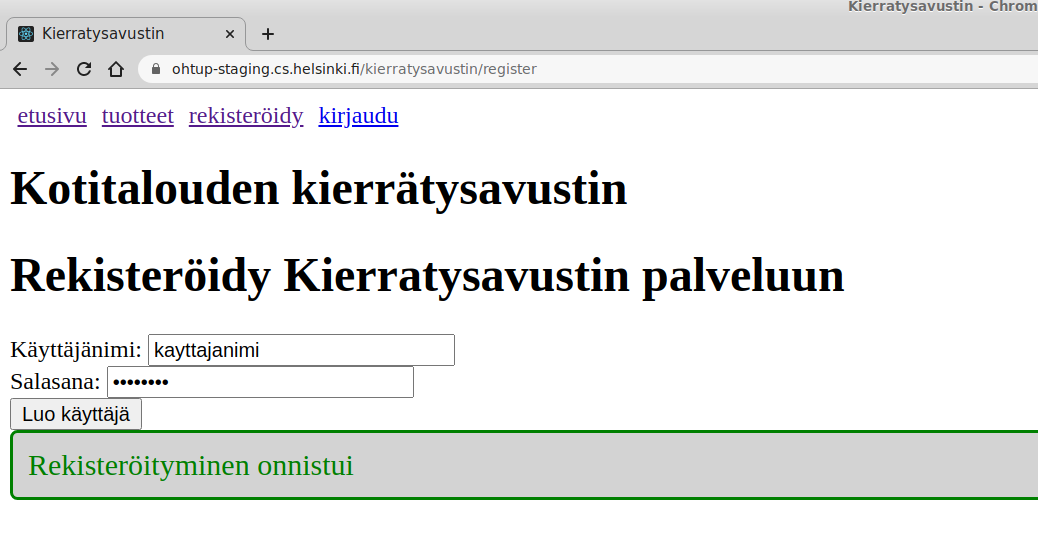 Kierratysavustin - Chrom
Kierratysavustin
ohtup-staging.cs.helsinki.fi/kierratysavustin/register
etusivu tuotteet rekisteröidy kirjaudu
Kotitalouden kierrätysavustin
Rekisteröidy Kierratysavustin palveluun
Käyttäjänimi: kayttajanimi
Salasana: ••••••••
Luo käyttäjä
Rekisteröityminen onnistui